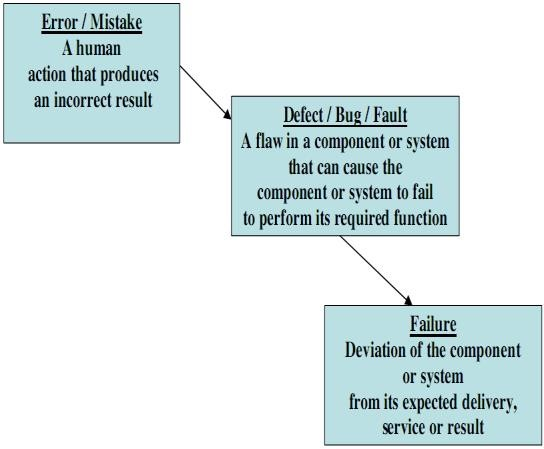 Error / Mistake
A human
action that produces
an incorrect result
Defect / Bug / Fault
A flaw in a component or system
that can cause the
component or system to fail
to perform its required function
Failure
Deviation of the component
or system
from its expected delivery,
service or result